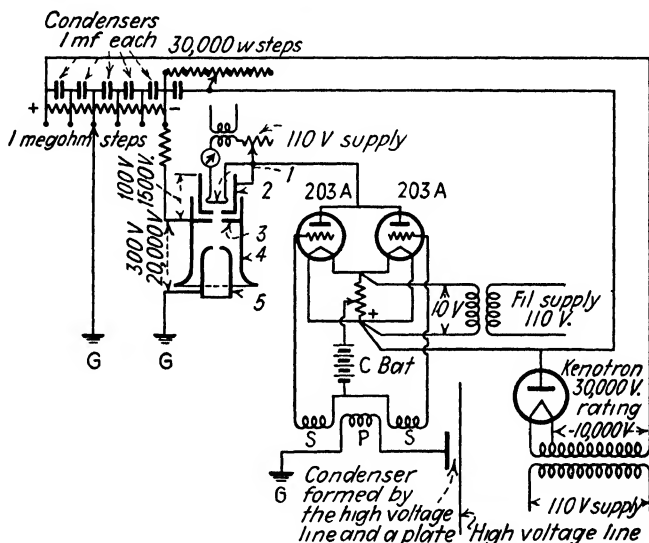 Condensers
1 mf each
30,000 w steps
+
-
1 megohm steps
110 V supply
1
2
3
4
5
100 V
1500 V.
300 V
20,000 V
G
G
203 A
203 A
+
10 V
Fil supply
110 V.
C Bat
S
P
S
G
Kenotron
30,000 V.
rating
-10,000V-
110 V supply
Condenser
formed by
the high voltage
line and a plate
High voltage line